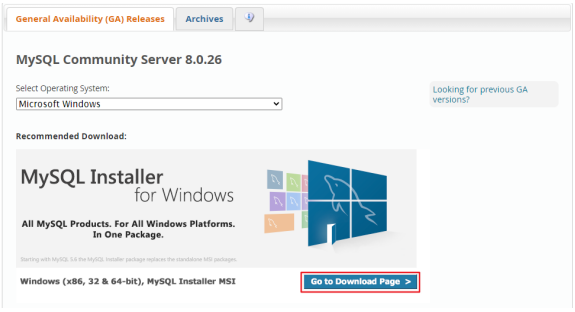 General Availability (GA) Releases
Archives
MySQL Community Server 8.0.26
Select Operating System:
Microsoft Windows
Looking for previous GA
versions?
Recommended Download:
MySQL Installer
for Windows
All MySQL Products. For All Windows Platforms.
In One Package.
Starting with MySQL 5.6 the MySQL Installer package replaces the standalone MSI packages.
Windows (x86, 32 & 64-bit), MySQL Installer MSI
Go to Download Page >